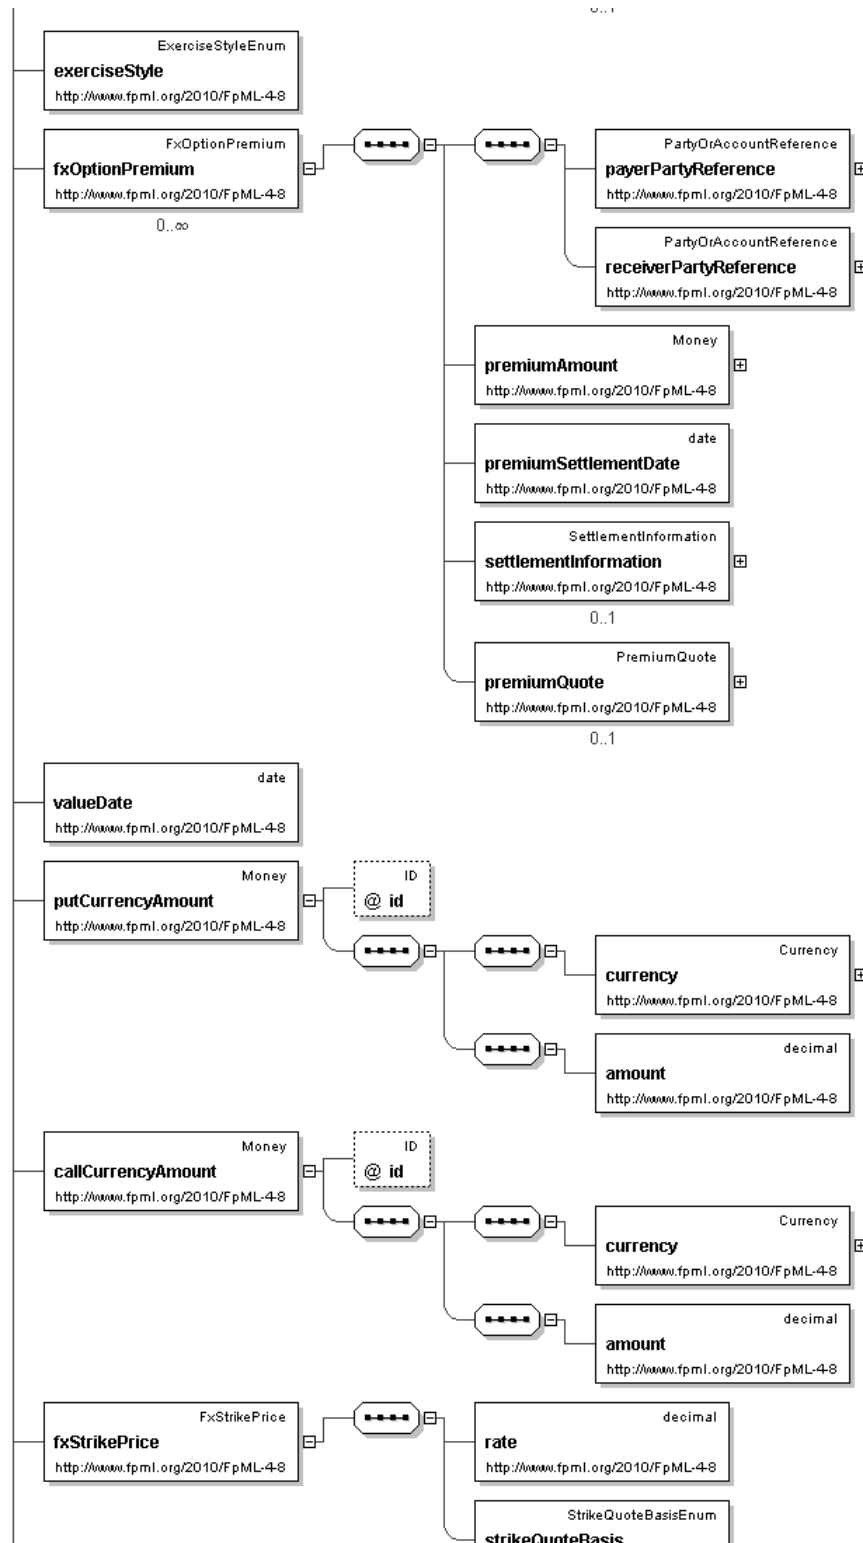 0..1
ExerciseStyleEnum
exerciseStyle
http://www.fpml.org/2010/FpML-4-8
FxOptionPremium
fxOptionPremium
http://www.fpml.org/2010/FpML-4-8
0..∞
PartyOrAccountReference
payerPartyReference
http://www.fpml.org/2010/FpML-4-8
PartyOrAccountReference
receiverPartyReference
http://www.fpml.org/2010/FpML-4-8
Money
premiumAmount
http://www.fpml.org/2010/FpML-4-8
date
premiumSettlementDate
http://www.fpml.org/2010/FpML-4-8
SettlementInformation
settlementInformation
http://www.fpml.org/2010/FpML-4-8
0..1
PremiumQuote
premiumQuote
http://www.fpml.org/2010/FpML-4-8
0..1
date
valueDate
http://www.fpml.org/2010/FpML-4-8
Money
putCurrencyAmount
http://www.fpml.org/2010/FpML-4-8
ID
@ id
Currency
currency
http://www.fpml.org/2010/FpML-4-8
decimal
amount
http://www.fpml.org/2010/FpML-4-8
Money
callCurrencyAmount
http://www.fpml.org/2010/FpML-4-8
ID
@ id
Currency
currency
http://www.fpml.org/2010/FpML-4-8
decimal
amount
http://www.fpml.org/2010/FpML-4-8
FxStrikePrice
fxStrikePrice
http://www.fpml.org/2010/FpML-4-8
decimal
rate
http://www.fpml.org/2010/FpML-4-8
StrikeQuoteBasisEnum
strikeQuoteBasis